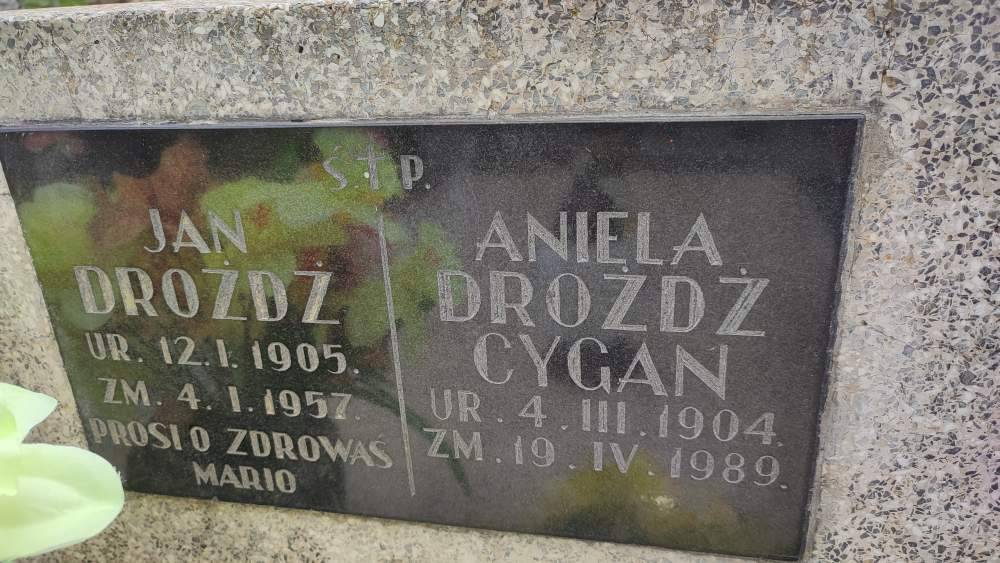 Ś.†P.
JAN
DROŻDŻ
UR. 12.I.1905.
ZM. 4.I.1957.
PROSI O ZDROWAŚ
MARIO
ANIELA
DROŻDŻ
CYGAN
UR. 4.III.1904.
ZM. 19.IV.1989.